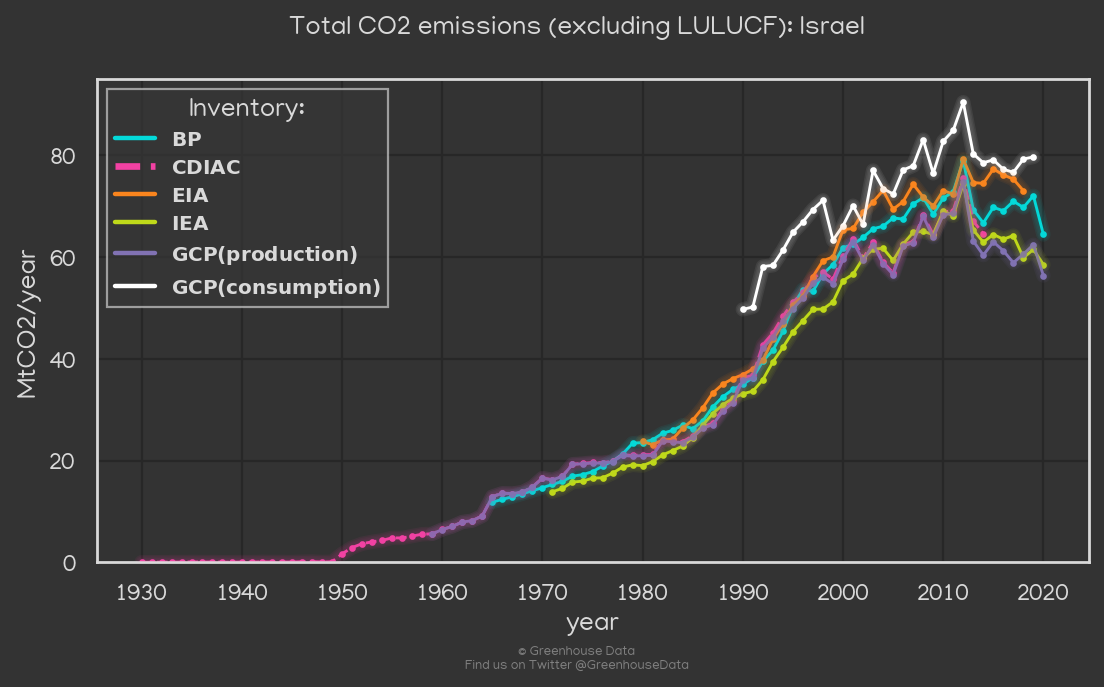 Total CO2 emissions (excluding LULUCF): Israel
Inventory:
BP
CDIAC
EIA
IEA
GCP(production)
GCP(consumption)
MtCO2/year
80
60
40
20
0
1930 1940 1950 1960 1970 1980 1990 2000 2010 2020
year
© Greenhouse Data
Find us on Twitter @GreenhouseData